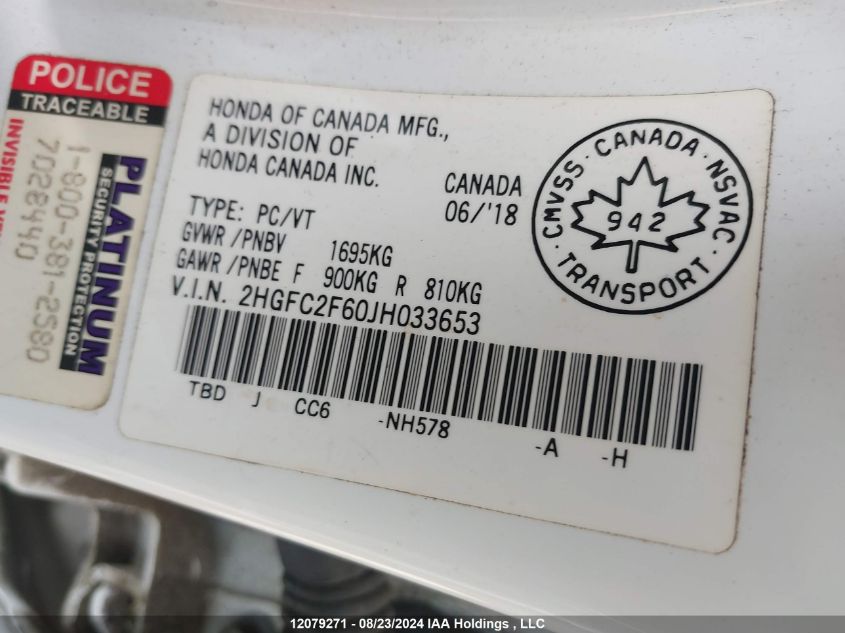 POLICE
TRACEABLE
PLATINUM
SECURITY PROTECTION
1-800-381-2580
7028440
HONDA OF CANADA MFG.,
A DIVISION OF
HONDA CANADA INC.
CANADA
06/'18
TYPE: PC/VT
GVWR/PNBV 1695KG
GAWR/PNBE F 900KG R 810KG
V.I.N. 2HGFC2F60JH033653
TBD J CC6 -NH578 -A -H
CMVSS · CANADA · NSVAC
942
TRANSPORT
12079271 - 08/23/2024 IAA Holdings, LLC